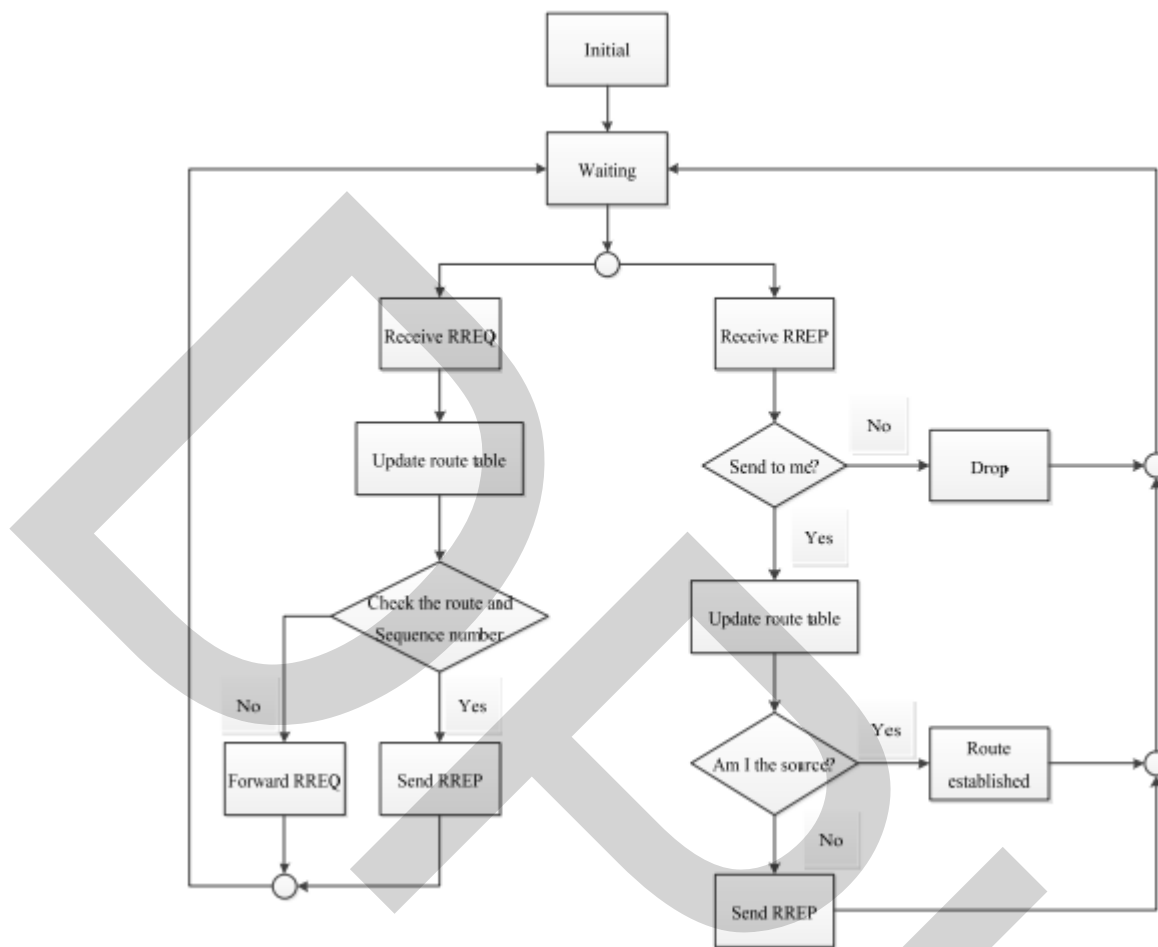 Initial
Waiting
Receive RREQ
Receive RREP
Update route table
Send to me?
No
Drop
Yes
Check the route and
Sequence number
Update route table
No
Yes
Forward RREQ
Send RREP
Am I the source?
Yes
Route
established
No
Send RREP